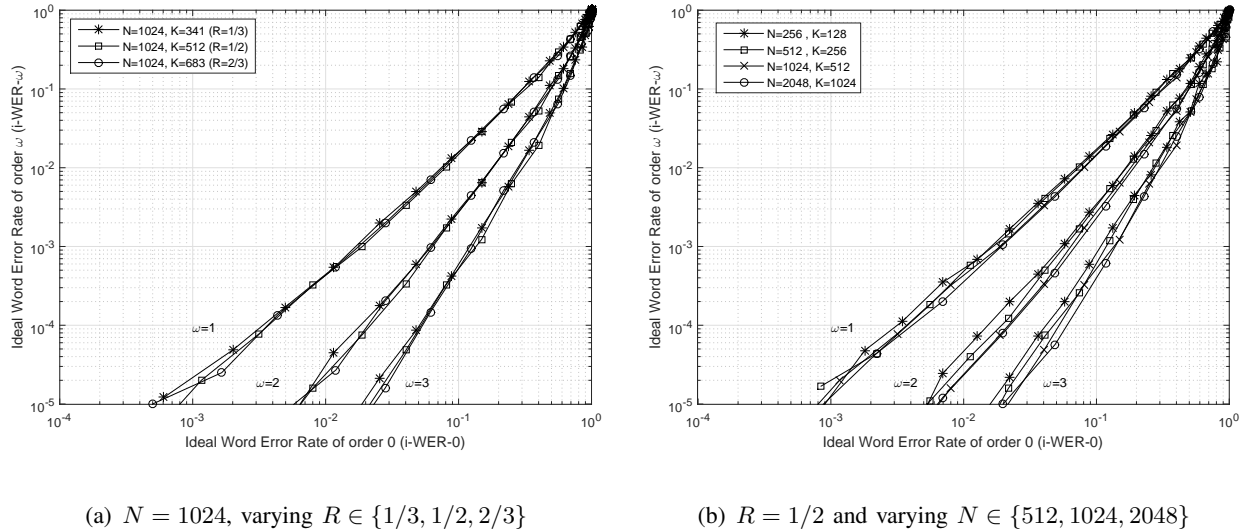 10^0
10^-1
10^-2
10^-3
10^-4
10^-5
Ideal Word Error Rate of order ω (i-WER-ω)
N=1024, K=341 (R=1/3)
N=1024, K=512 (R=1/2)
N=1024, K=683 (R=2/3)
ω=1
ω=2
ω=3
10^-4 10^-3 10^-2 10^-1 10^0
Ideal Word Error Rate of order 0 (i-WER-0)
(a) N = 1024, varying R ∈ {1/3, 1/2, 2/3}
10^0
10^-1
10^-2
10^-3
10^-4
10^-5
Ideal Word Error Rate of order ω (i-WER-ω)
N=256 , K=128
N=512 , K=256
N=1024, K=512
N=2048, K=1024
ω=1
ω=2
ω=3
10^-4 10^-3 10^-2 10^-1 10^0
Ideal Word Error Rate of order 0 (i-WER-0)
(b) R = 1/2 and varying N ∈ {512, 1024, 2048}